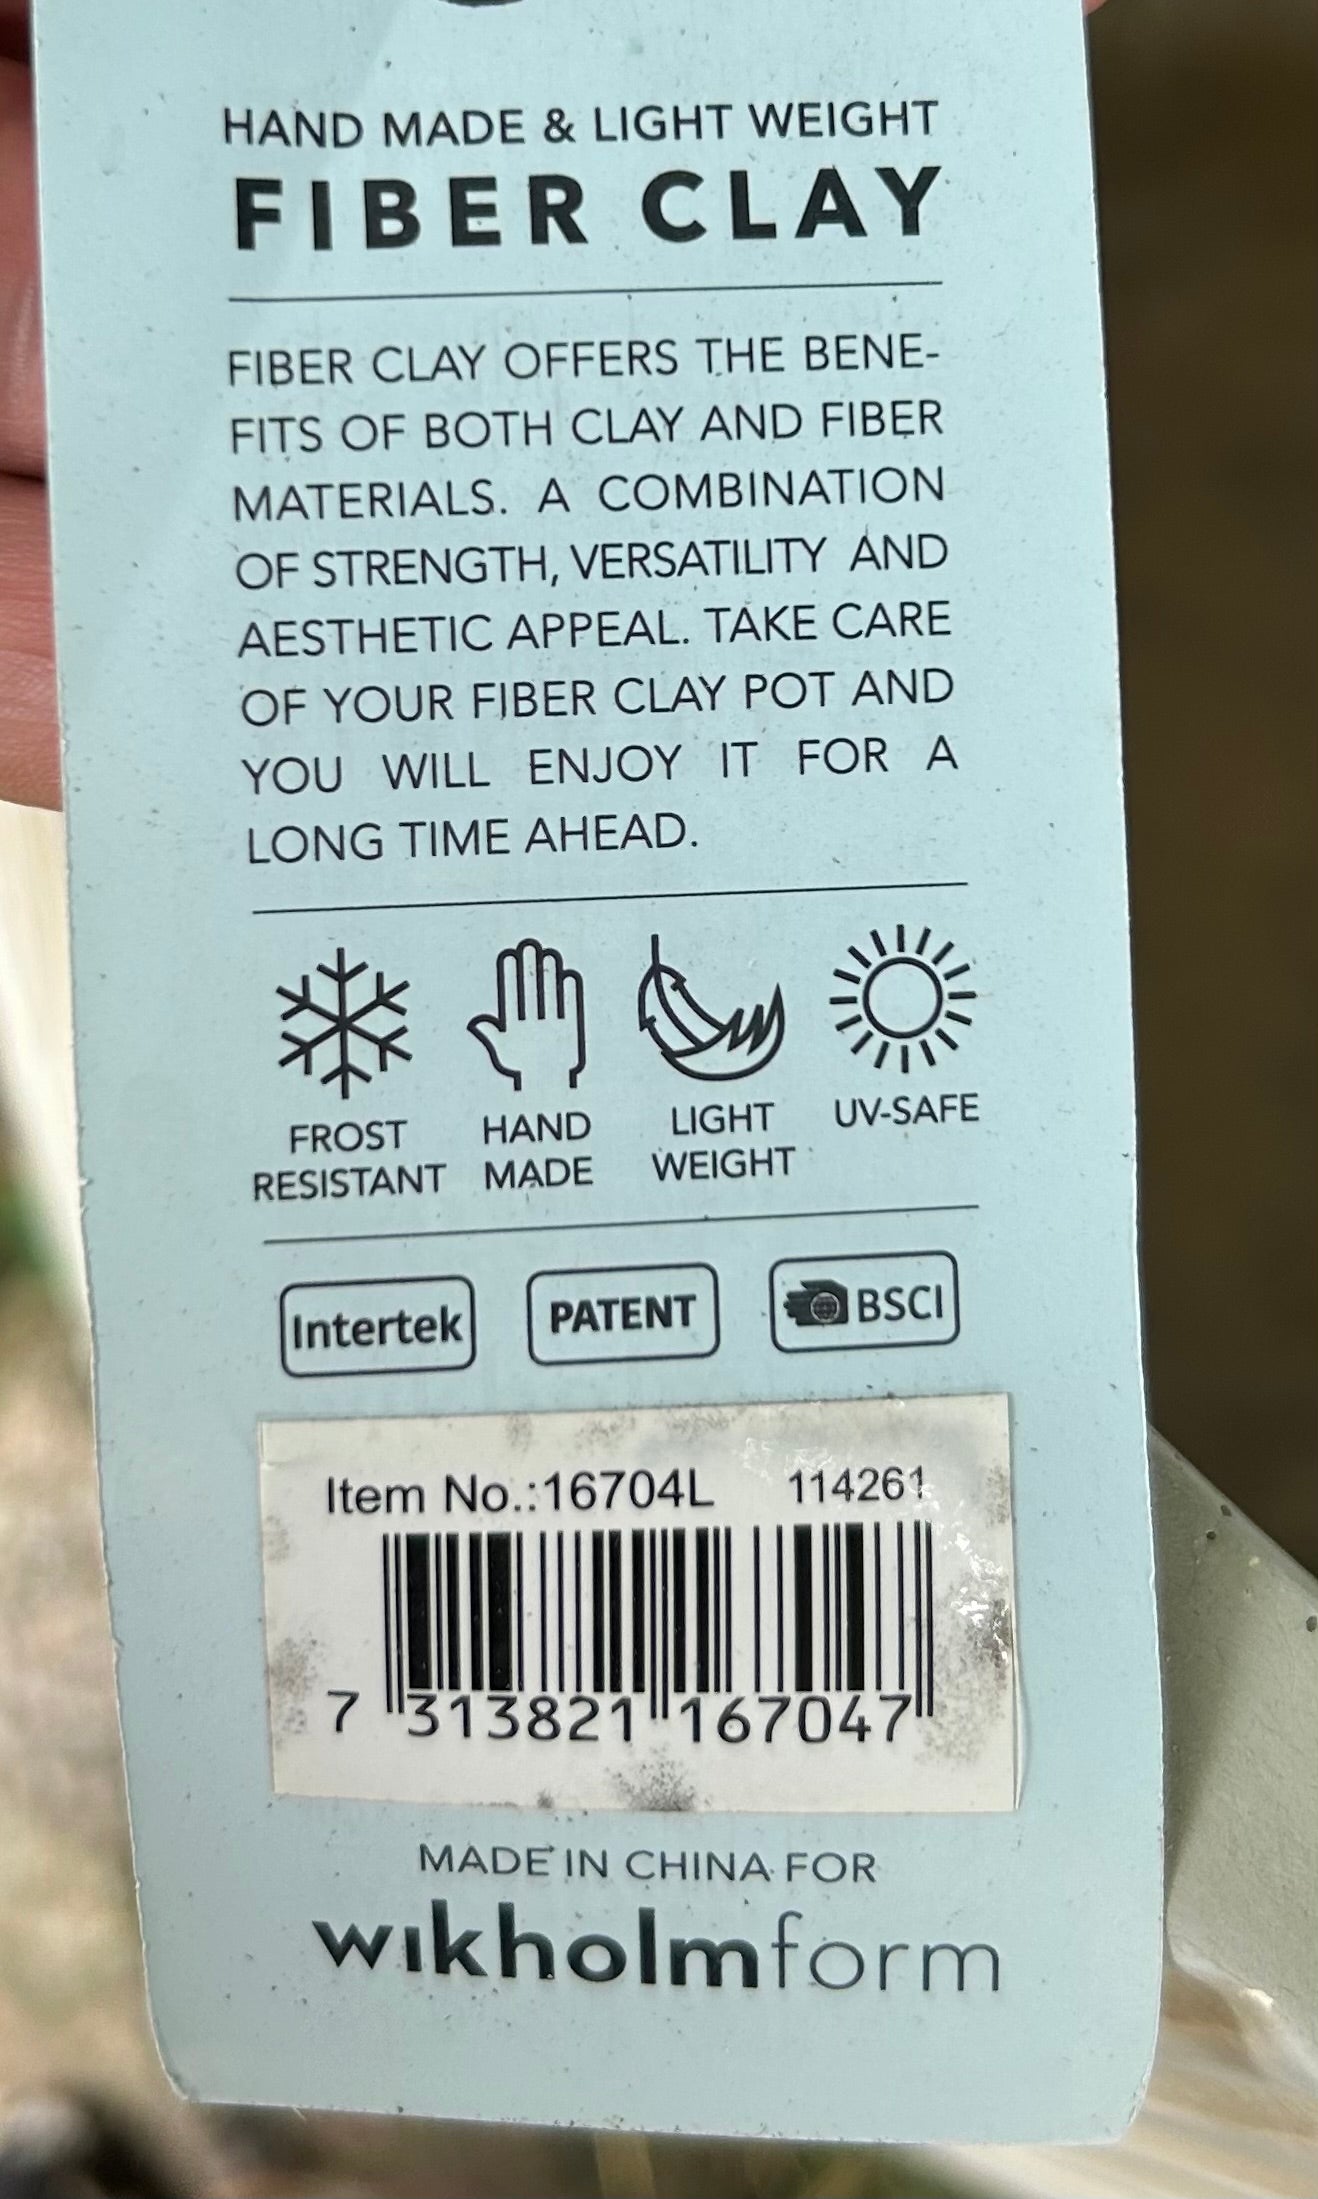 HAND MADE & LIGHT WEIGHT
FIBER CLAY
FIBER CLAY OFFERS THE BENE-
FITS OF BOTH CLAY AND FIBER
MATERIALS. A COMBINATION
OF STRENGTH, VERSATILITY AND
AESTHETIC APPEAL. TAKE CARE
OF YOUR FIBER CLAY POT AND
YOU WILL ENJOY IT FOR A
LONG TIME AHEAD.
FROST
RESISTANT
HAND
MADE
LIGHT
WEIGHT
UV-SAFE
Intertek
PATENT
BSCI
Item No.:16704L 114261
7 313821 167047
MADE IN CHINA FOR
wikholmform